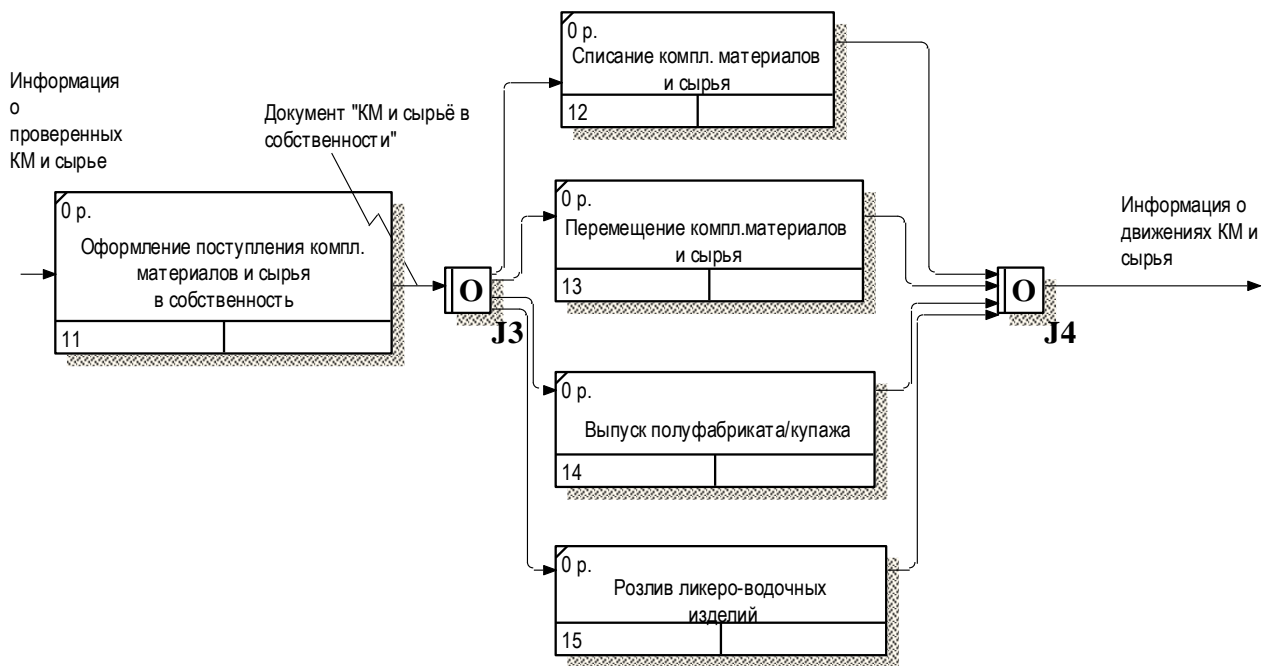 Информация
о
проверенных
КМ и сырье
0 р.
Оформление поступления компл.
материалов и сырья
в собственность
11
Документ "КМ и сырьё в
собственности"
O
J3
0 р.
Списание компл. материалов
и сырья
12
0 р.
Перемещение компл.материалов
и сырья
13
0 р.
Выпуск полуфабриката/купажа
14
0 р.
Розлив ликеро-водочных
изделий
15
O
J4
Информация о
движениях КМ и
сырья